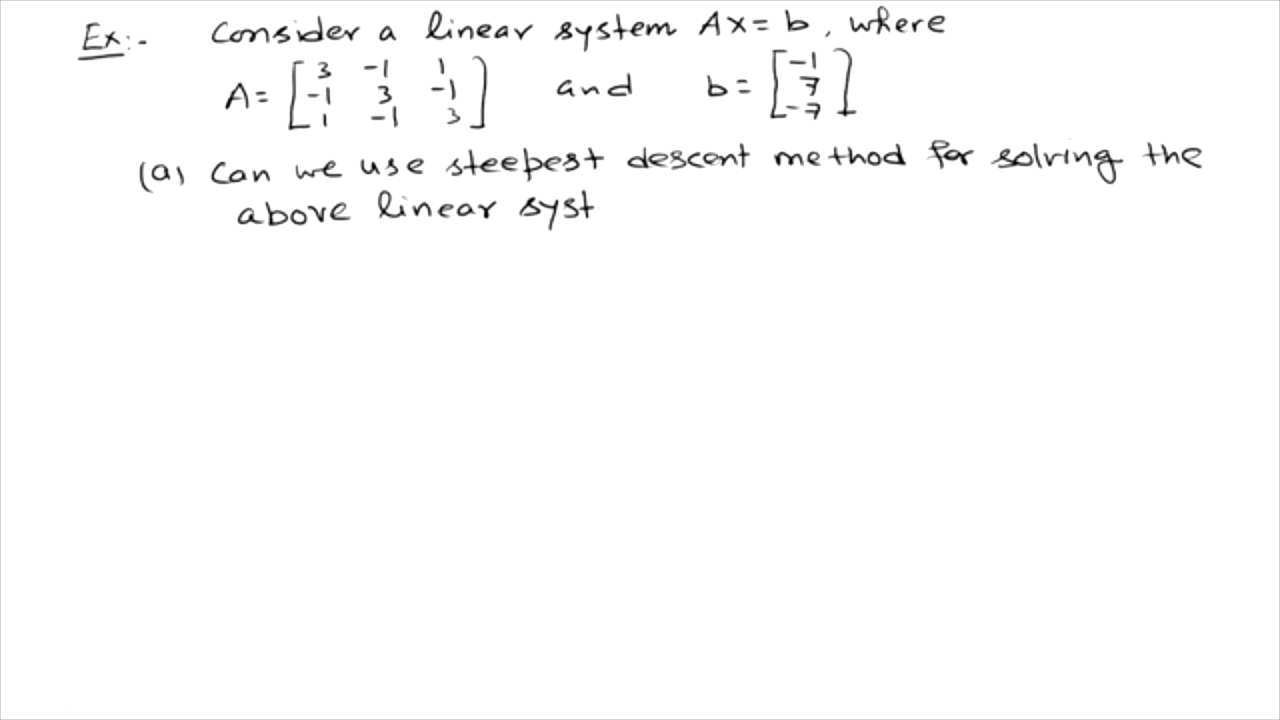 Ex:- Consider a linear system Ax = b, where
A = [ 3 -1 1 ; -1 3 -1 ; 1 -1 3 ] and b = [ -1 ; 7 ; -7 ]
(a) Can we use steepest descent method for solving the
above linear syst